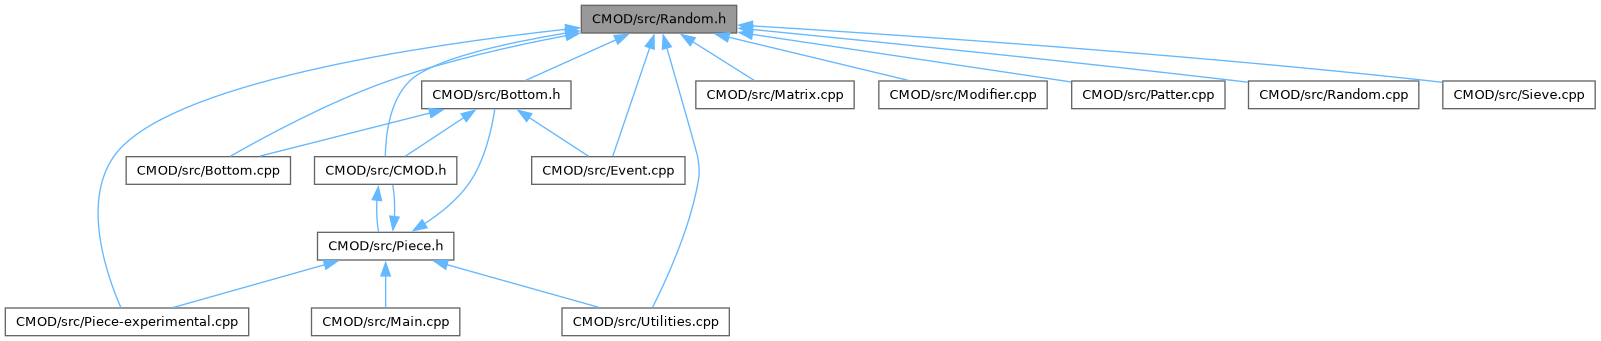 CMOD/src/Random.h
CMOD/src/Bottom.h
CMOD/src/Matrix.cpp
CMOD/src/Modifier.cpp
CMOD/src/Patter.cpp
CMOD/src/Random.cpp
CMOD/src/Sieve.cpp
CMOD/src/Bottom.cpp
CMOD/src/CMOD.h
CMOD/src/Event.cpp
CMOD/src/Piece.h
CMOD/src/Piece-experimental.cpp
CMOD/src/Main.cpp
CMOD/src/Utilities.cpp